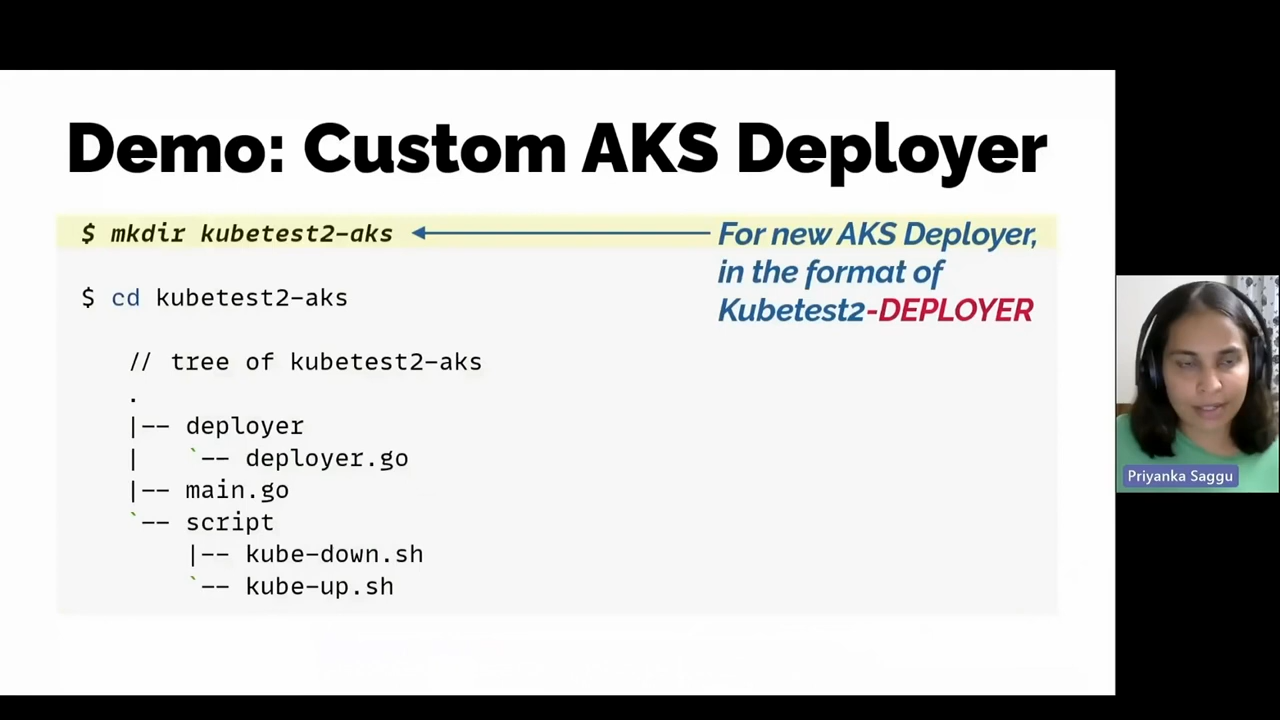 Demo: Custom AKS Deployer
$ mkdir kubetest2-aks
For new AKS Deployer,
in the format of
Kubetest2-DEPLOYER
$ cd kubetest2-aks
// tree of kubetest2-aks
.
|-- deployer
|   `-- deployer.go
|-- main.go
`-- script
    |-- kube-down.sh
    `-- kube-up.sh
Priyanka Saggu